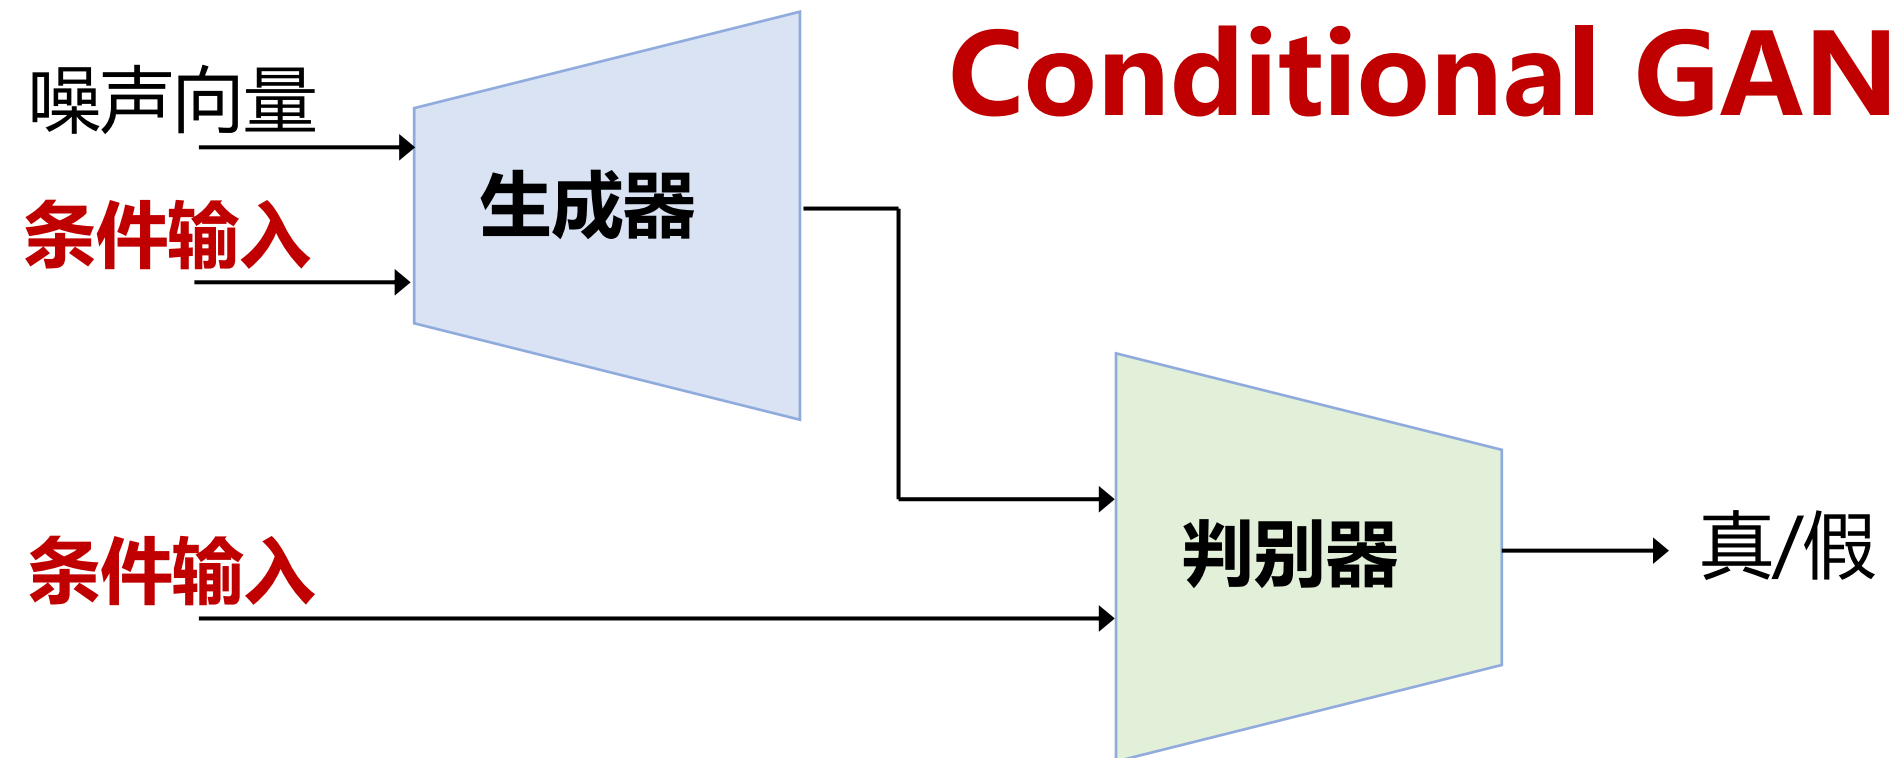 Conditional GAN
噪声向量
条件输入
生成器
条件输入
判别器
真/假